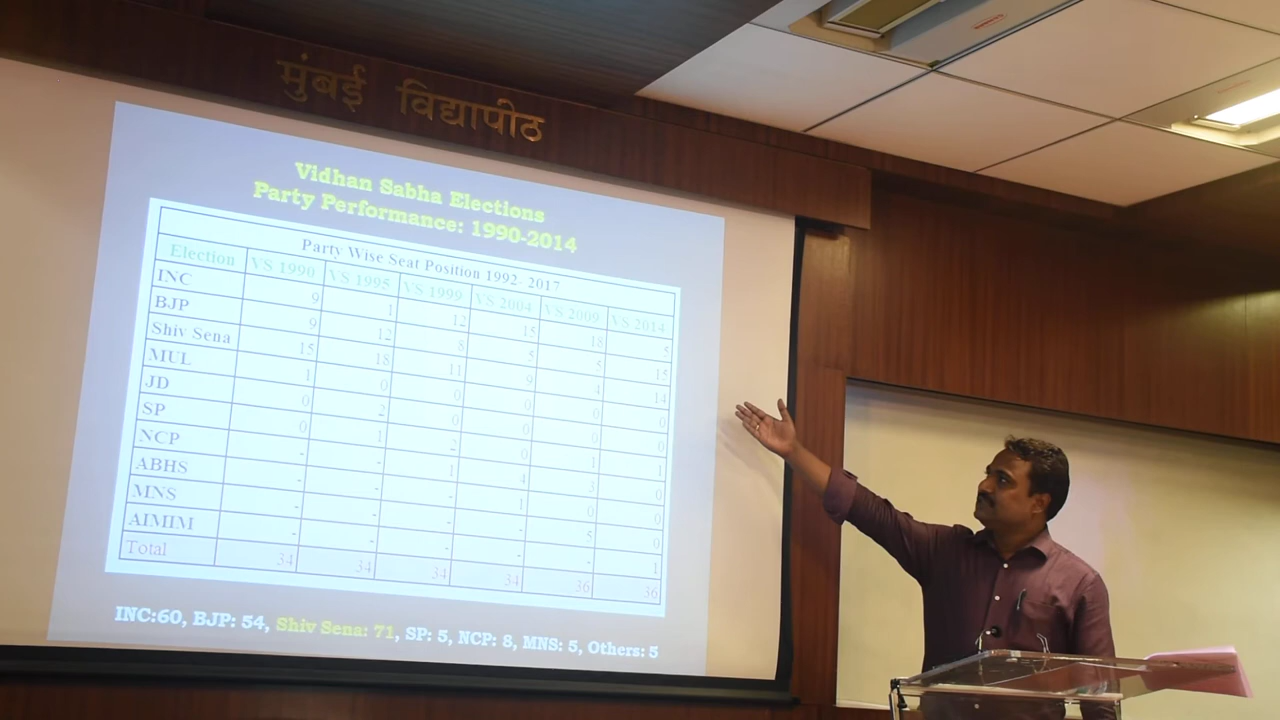 मुंबई विद्यापीठ
Vidhan Sabha Elections
Party Performance: 1990-2014
Party Wise Seat Position 1992- 2017
Election VS 1990 VS 1995 VS 1999 VS 2004 VS 2009 VS 2014
INC 9 1 12 15 18 5
BJP 9 12 8 5 5 15
Shiv Sena 15 18 11 9 4 14
MUL 1 0 0 0 0 0
JD 0 2 0 0 0 0
SP 0 1 2 0 1 1
NCP - - 1 4 3 0
ABHS - - - 1 0 0
MNS - - - - 5 0
AIMIM - - - - - 1
Total 34 34 34 34 36 36
INC:60, BJP: 54, Shiv Sena: 71, SP: 5, NCP: 8, MNS: 5, Others: 5